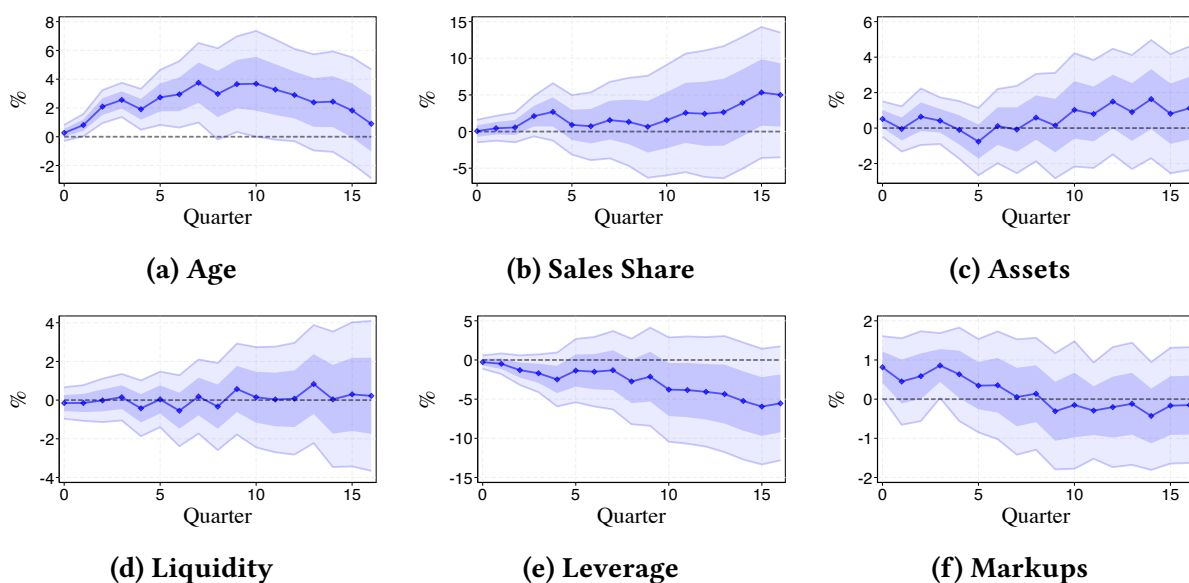 8
6
4
2
0
-2
%
0 5 10 15
Quarter
(a) Age
15
10
5
0
-5
%
0 5 10 15
Quarter
(b) Sales Share
6
4
2
0
-2
%
0 5 10 15
Quarter
(c) Assets
4
2
0
-2
-4
%
0 5 10 15
Quarter
(d) Liquidity
5
0
-5
-10
-15
%
0 5 10 15
Quarter
(e) Leverage
2
1
0
-1
-2
%
0 5 10 15
Quarter
(f) Markups